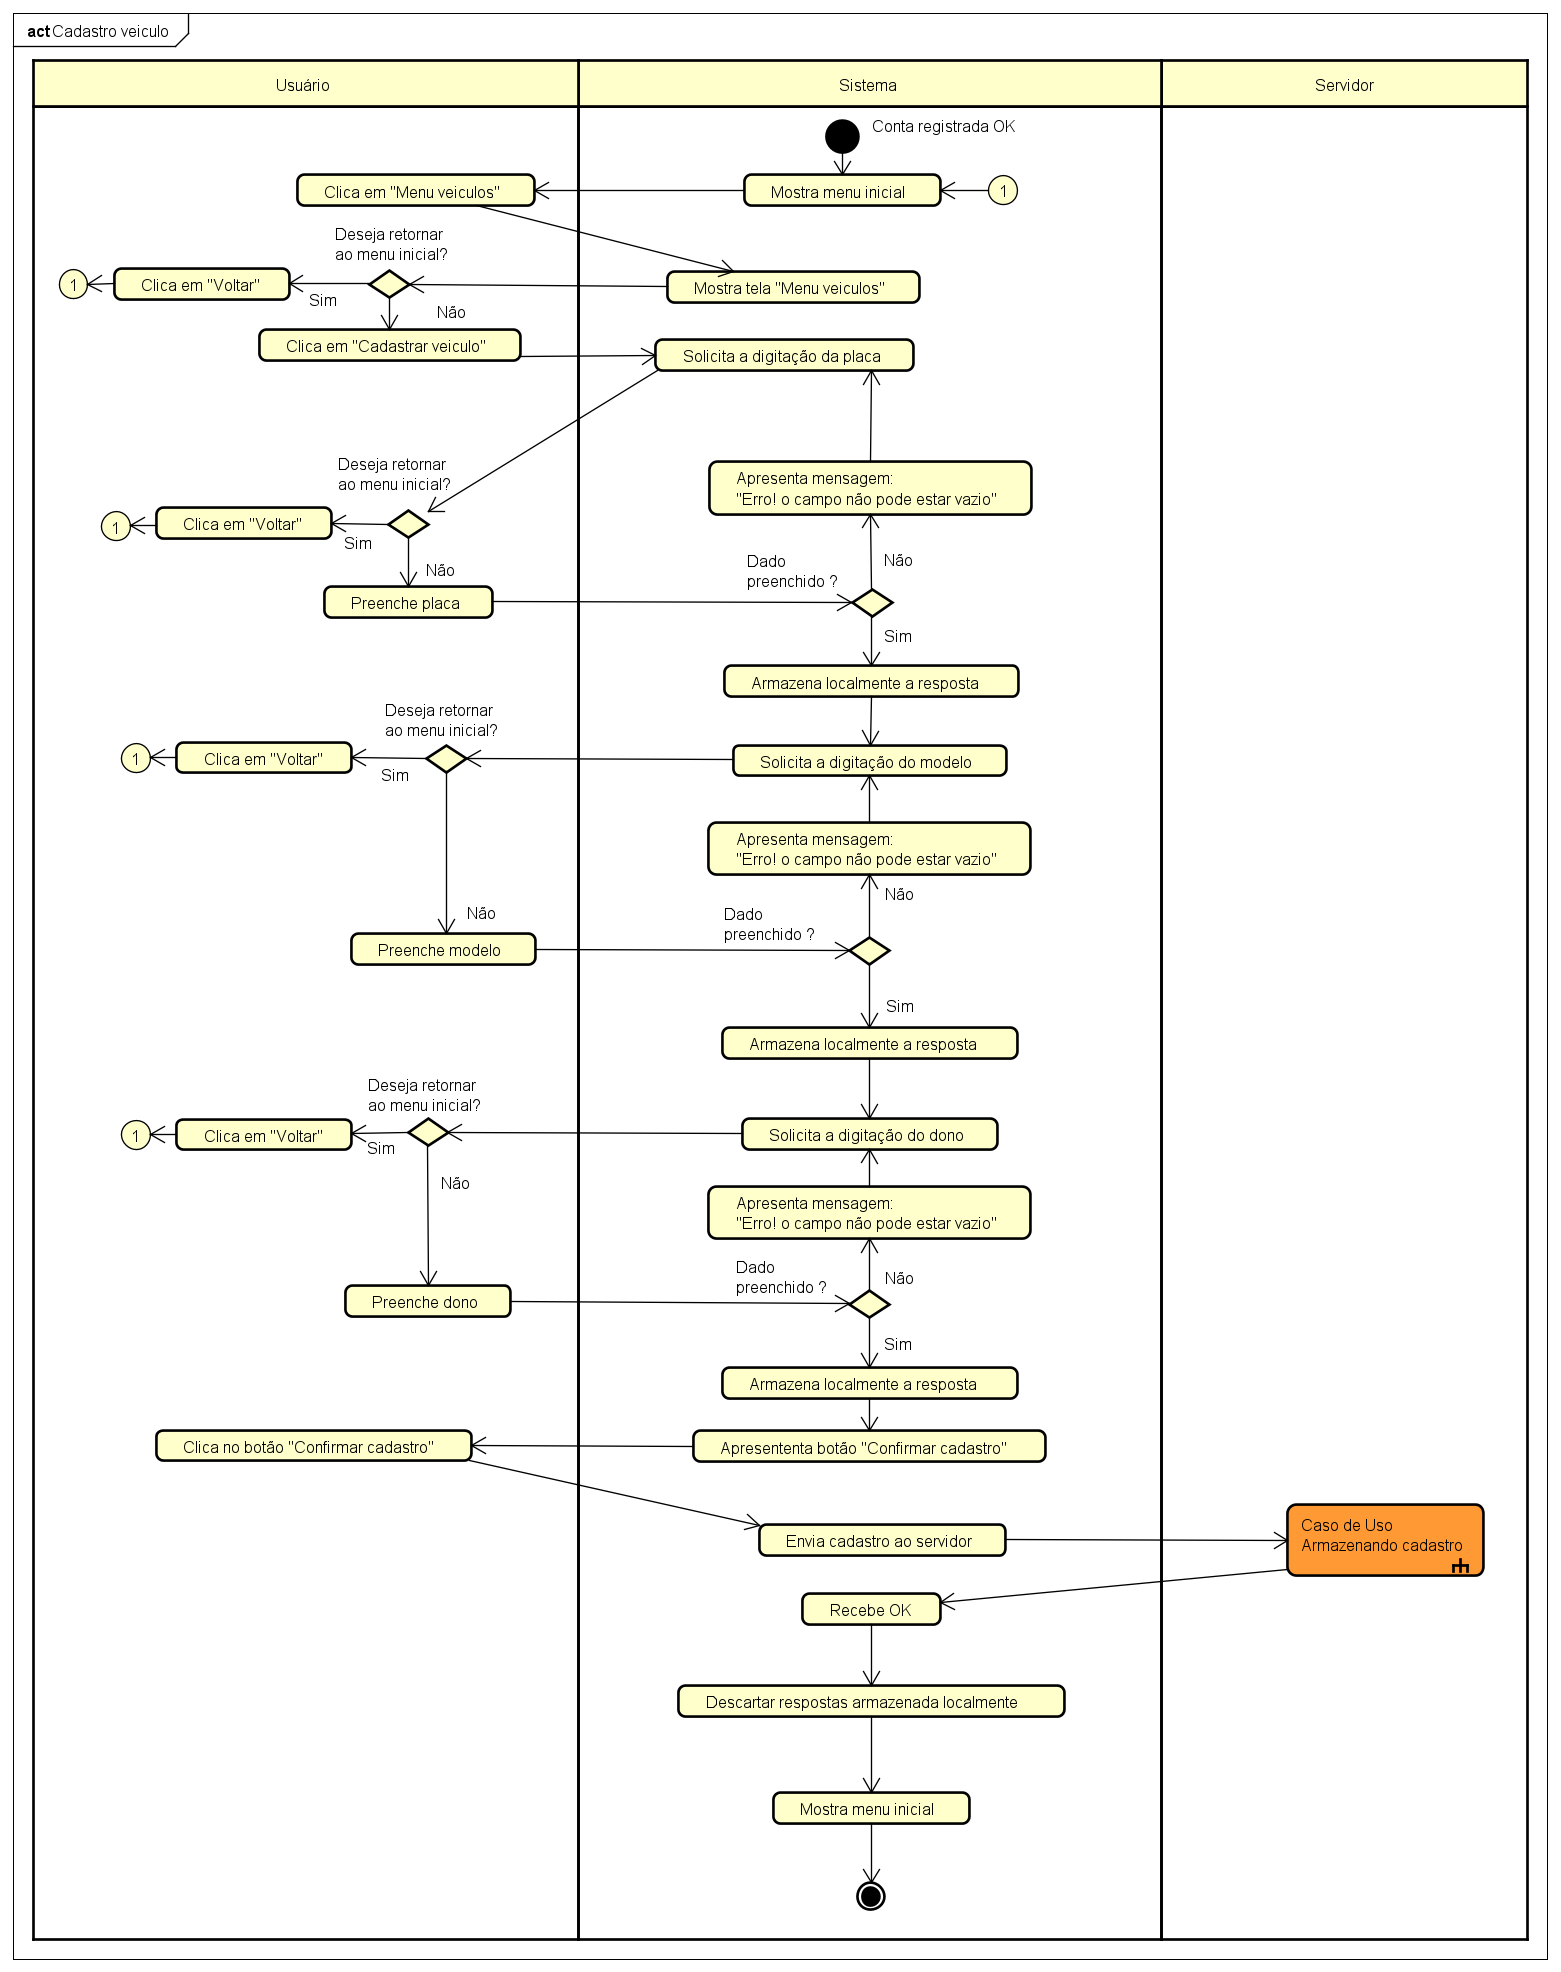 act Cadastro veiculo
Usuário
Sistema
Servidor
Conta registrada OK
Clica em "Menu veiculos"
Mostra menu inicial
1
Deseja retornar
ao menu inicial?
1
Clica em "Voltar"
Sim
Mostra tela "Menu veiculos"
Não
Clica em "Cadastrar veiculo"
Solicita a digitação da placa
Deseja retornar
ao menu inicial?
Apresenta mensagem:
"Erro! o campo não pode estar vazio"
1
Clica em "Voltar"
Sim
Não
Dado
preenchido ?
Não
Preenche placa
Sim
Armazena localmente a resposta
Deseja retornar
ao menu inicial?
1
Clica em "Voltar"
Sim
Solicita a digitação do modelo
Apresenta mensagem:
"Erro! o campo não pode estar vazio"
Não
Não
Dado
preenchido ?
Preenche modelo
Sim
Armazena localmente a resposta
Deseja retornar
ao menu inicial?
1
Clica em "Voltar"
Sim
Solicita a digitação do dono
Não
Apresenta mensagem:
"Erro! o campo não pode estar vazio"
Dado
preenchido ?
Não
Preenche dono
Sim
Armazena localmente a resposta
Clica no botão "Confirmar cadastro"
Apresententa botão "Confirmar cadastro"
Envia cadastro ao servidor
Caso de Uso
Armazenando cadastro
Recebe OK
Descartar respostas armazenada localmente
Mostra menu inicial